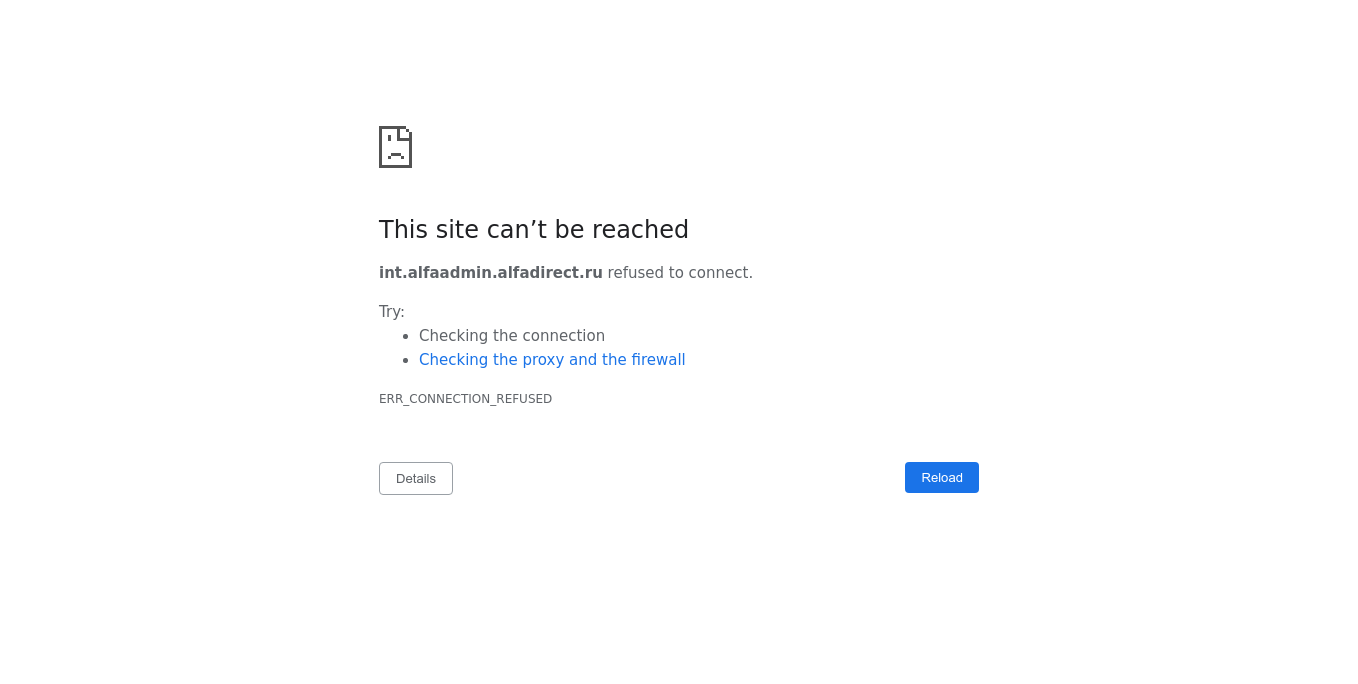 This site can’t be reached
int.alfaadmin.alfadirect.ru refused to connect.
Try:
Checking the connection
Checking the proxy and the firewall
ERR_CONNECTION_REFUSED
Details
Reload